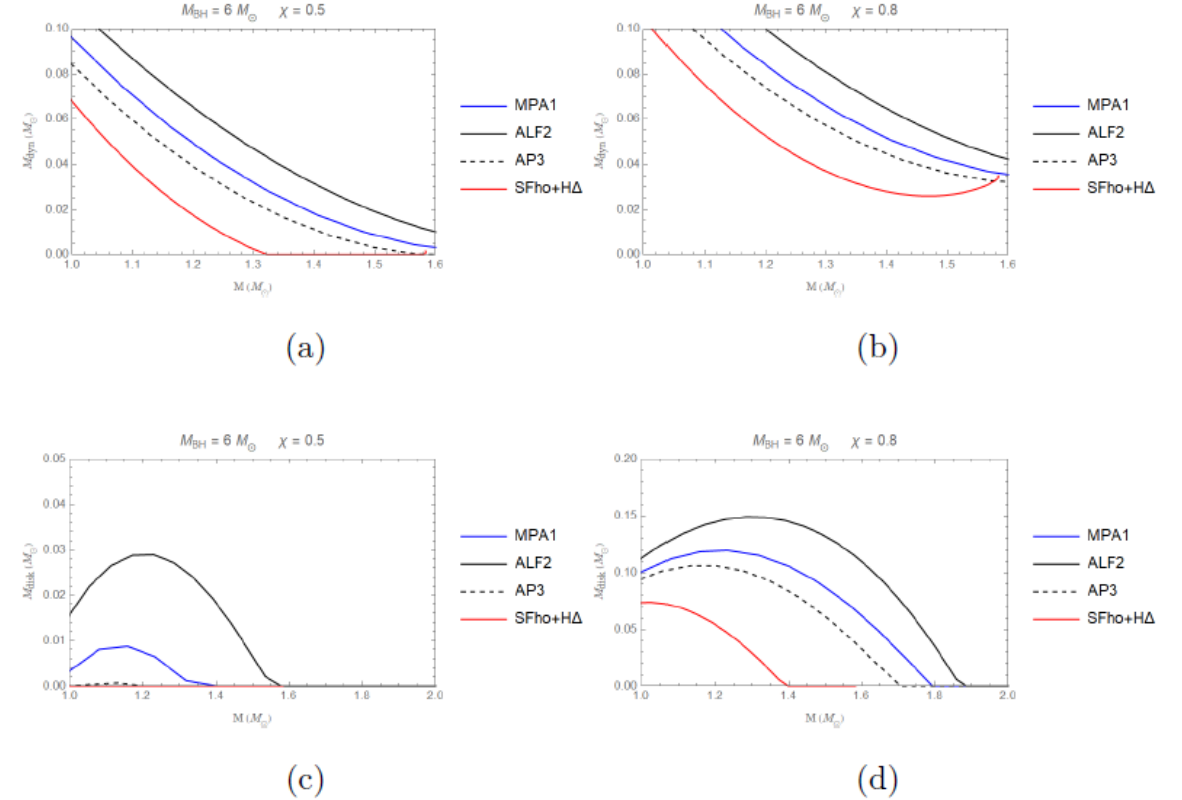 M_BH = 6 M_⊙ χ = 0.5
M_dyn (M_⊙)
0.10
0.08
0.06
0.04
0.02
0.00
1.0 1.1 1.2 1.3 1.4 1.5 1.6
M (M_⊙)
MPA1
ALF2
AP3
SFho+HΔ
(a)
M_BH = 6 M_⊙ χ = 0.8
M_dyn (M_⊙)
0.10
0.08
0.06
0.04
0.02
0.00
1.0 1.1 1.2 1.3 1.4 1.5 1.6
M (M_⊙)
MPA1
ALF2
AP3
SFho+HΔ
(b)
M_BH = 6 M_⊙ χ = 0.5
M_disk (M_⊙)
0.05
0.04
0.03
0.02
0.01
0.00
1.0 1.2 1.4 1.6 1.8 2.0
M (M_⊙)
MPA1
ALF2
AP3
SFho+HΔ
(c)
M_BH = 6 M_⊙ χ = 0.8
M_disk (M_⊙)
0.20
0.15
0.10
0.05
0.00
1.0 1.2 1.4 1.6 1.8 2.0
M (M_⊙)
MPA1
ALF2
AP3
SFho+HΔ
(d)